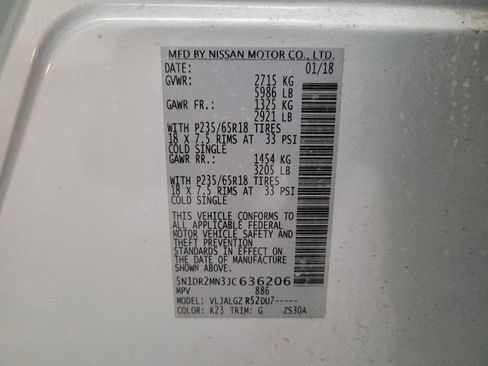 MFD BY NISSAN MOTOR CO., LTD.
DATE: 01/18
GVWR: 2715 KG
5986 LB
GAWR FR.: 1325 KG
2921 LB
WITH P235/65R18 TIRES
18 X 7.5 RIMS AT 33 PSI
COLD SINGLE
GAWR RR.: 1454 KG
3205 LB
WITH P235/65R18 TIRES
18 X 7.5 RIMS AT 33 PSI
COLD SINGLE
THIS VEHICLE CONFORMS TO
ALL APPLICABLE FEDERAL
MOTOR VEHICLE SAFETY AND
THEFT PREVENTION
STANDARDS IN EFFECT ON
THE DATE OF MANUFACTURE
SHOWN ABOVE.
5N1DR2MN3JC636206
MPV 886
MODEL: VLJALGZ R52DU7-----
COLOR: K23 TRIM: G ZS30A